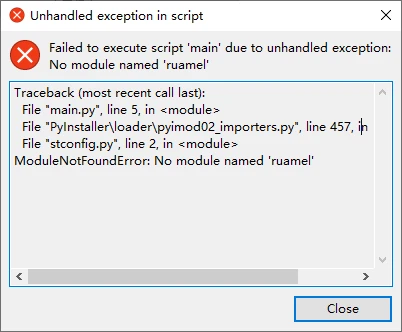 Unhandled exception in script
Failed to execute script 'main' due to unhandled exception:
No module named 'ruamel'
Traceback (most recent call last):
File "main.py", line 5, in <module>
File "PyInstaller\loader\pyimod02_importers.py", line 457, in
File "stconfig.py", line 2, in <module>
ModuleNotFoundError: No module named 'ruamel'
Close